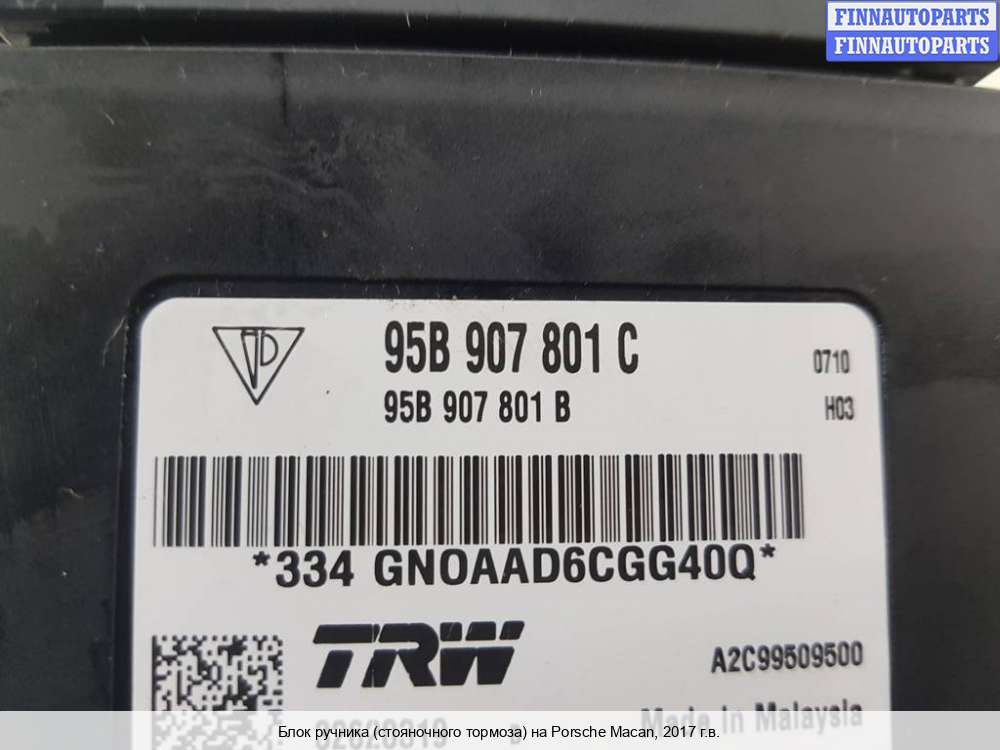 FINNAUTOPARTS
FINNAUTOPARTS
95B 907 801 C
0710
95B 907 801 B
H03
*334 GNOAAD6CGG40Q*
TRW
A2C99509500
Made in Malaysia
Блок ручника (стояночного тормоза) на Porsche Macan, 2017 г.в.